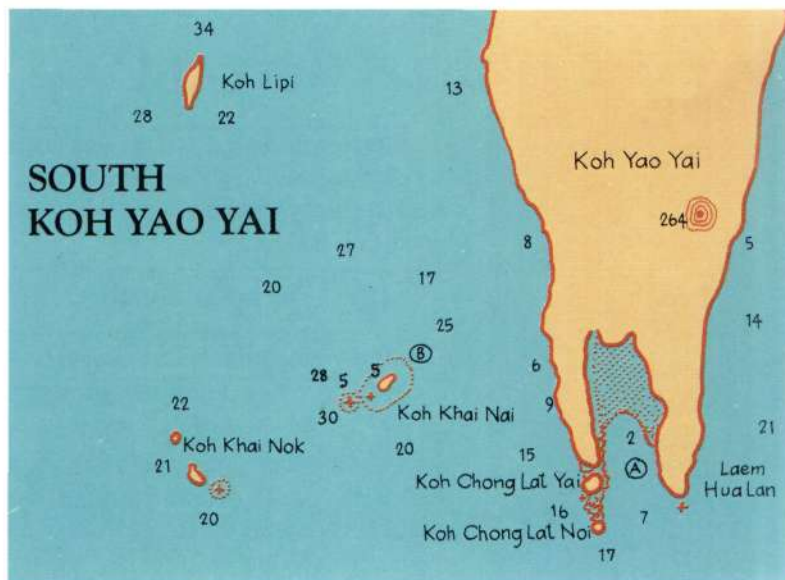 34
Koh Lipi
28
22
13
SOUTH
KOH YAO YAI
Koh Yao Yai
264
27
20
17
8
5
25
14
B
28
5
5
6
30
Koh Khai Nai
9
22
Koh Khai Nok
20
2
21
15
A
21
Koh Chong Lat Yai
Laem
Hua Lan
20
16
7
Koh Chong Lat Noi
17